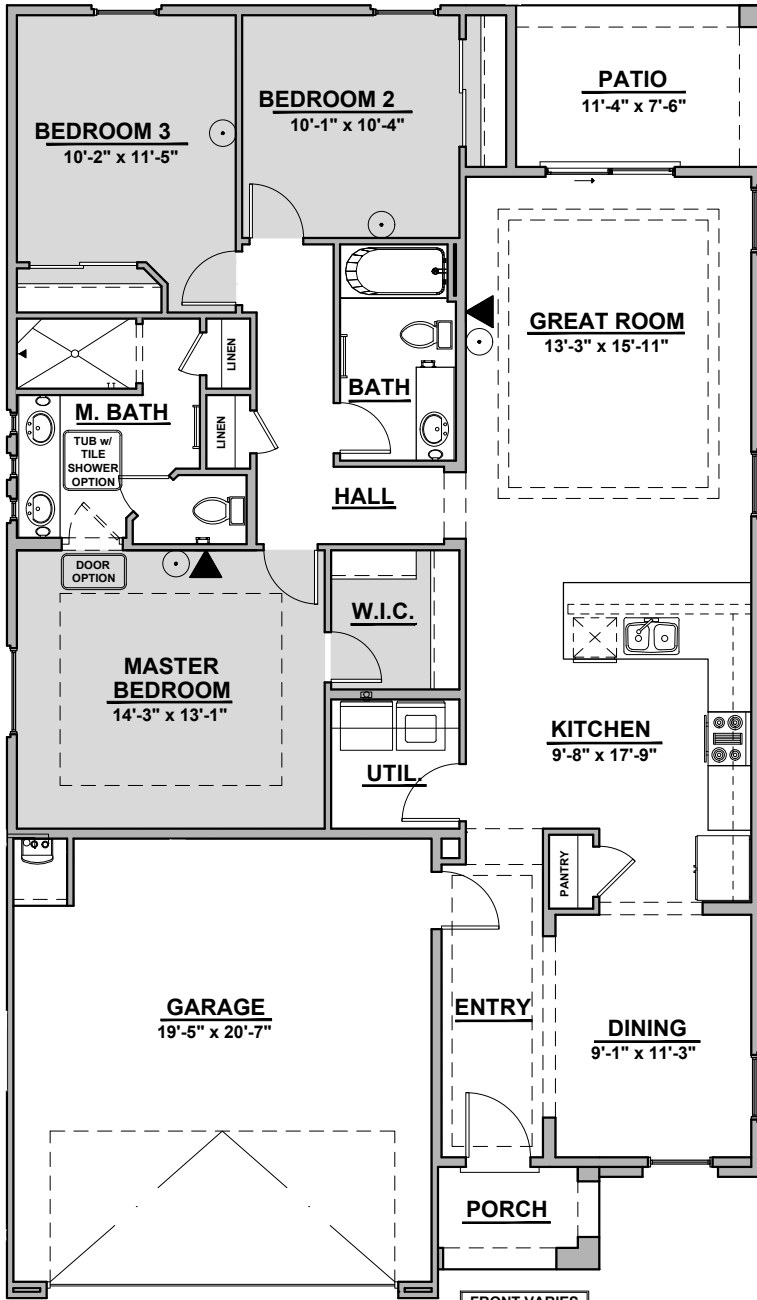 BEDROOM 3
10'-2" x 11'-5"
BEDROOM 2
10'-1" x 10'-4"
PATIO
11'-4" x 7'-6"
GREAT ROOM
13'-3" x 15'-11"
LINEN
BATH
M. BATH
LINEN
TUB w/
TILE
SHOWER
OPTION
HALL
DOOR
OPTION
W.I.C.
MASTER
BEDROOM
14'-3" x 13'-1"
KITCHEN
9'-8" x 17'-9"
UTIL.
PANTRY
GARAGE
19'-5" x 20'-7"
ENTRY
DINING
9'-1" x 11'-3"
PORCH
FRONT VARIES